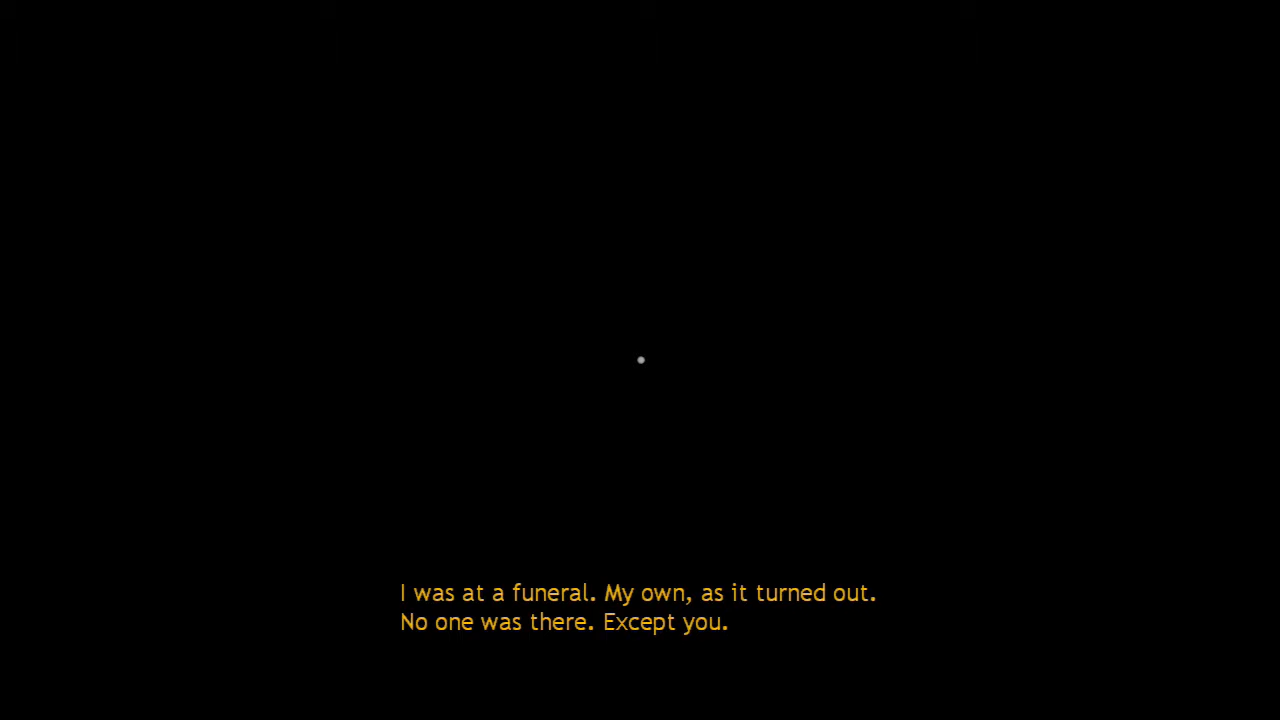 I was at a funeral. My own, as it turned out.
No one was there. Except you.